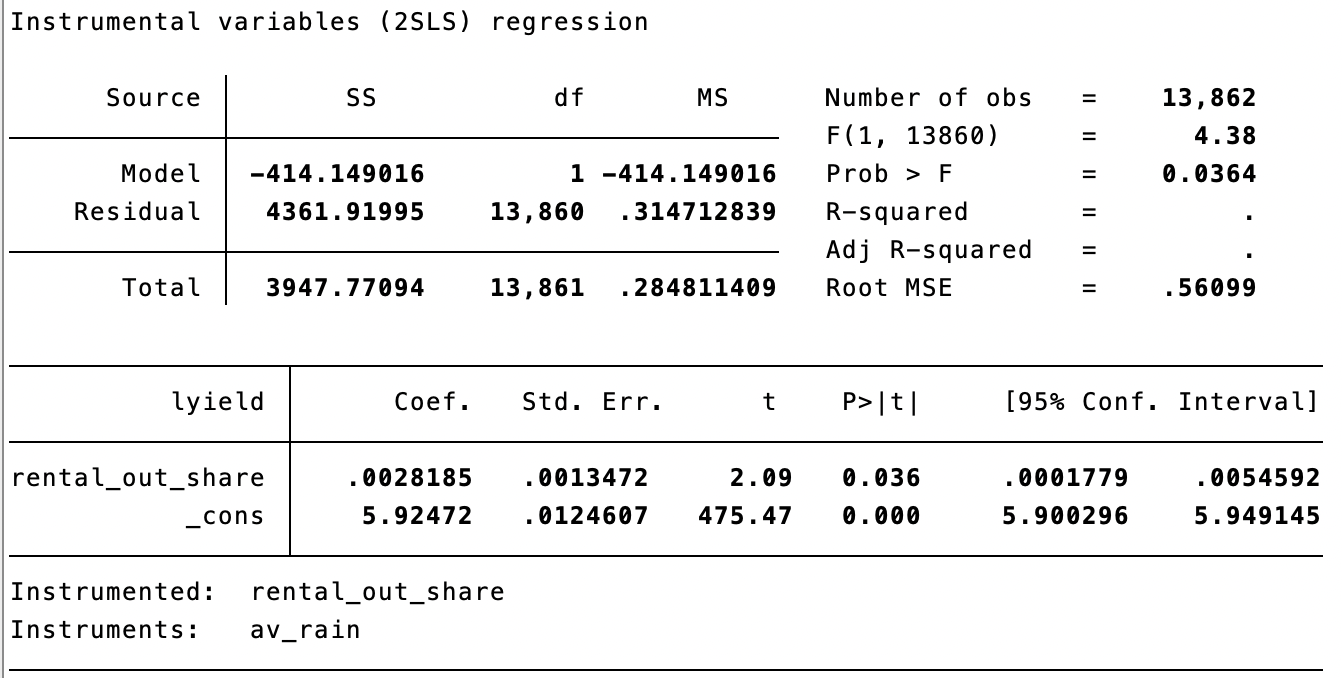 Instrumental variables (2SLS) regression
Source SS df MS Number of obs = 13,862
F(1, 13860) = 4.38
Model -414.149016 1 -414.149016 Prob > F = 0.0364
Residual 4361.91995 13,860 .314712839 R-squared = .
Adj R-squared = .
Total 3947.77094 13,861 .284811409 Root MSE = .56099
lyield Coef. Std. Err. t P>|t| [95% Conf. Interval]
rental_out_share .0028185 .0013472 2.09 0.036 .0001779 .0054592
_cons 5.92472 .0124607 475.47 0.000 5.900296 5.949145
Instrumented: rental_out_share
Instruments: av_rain